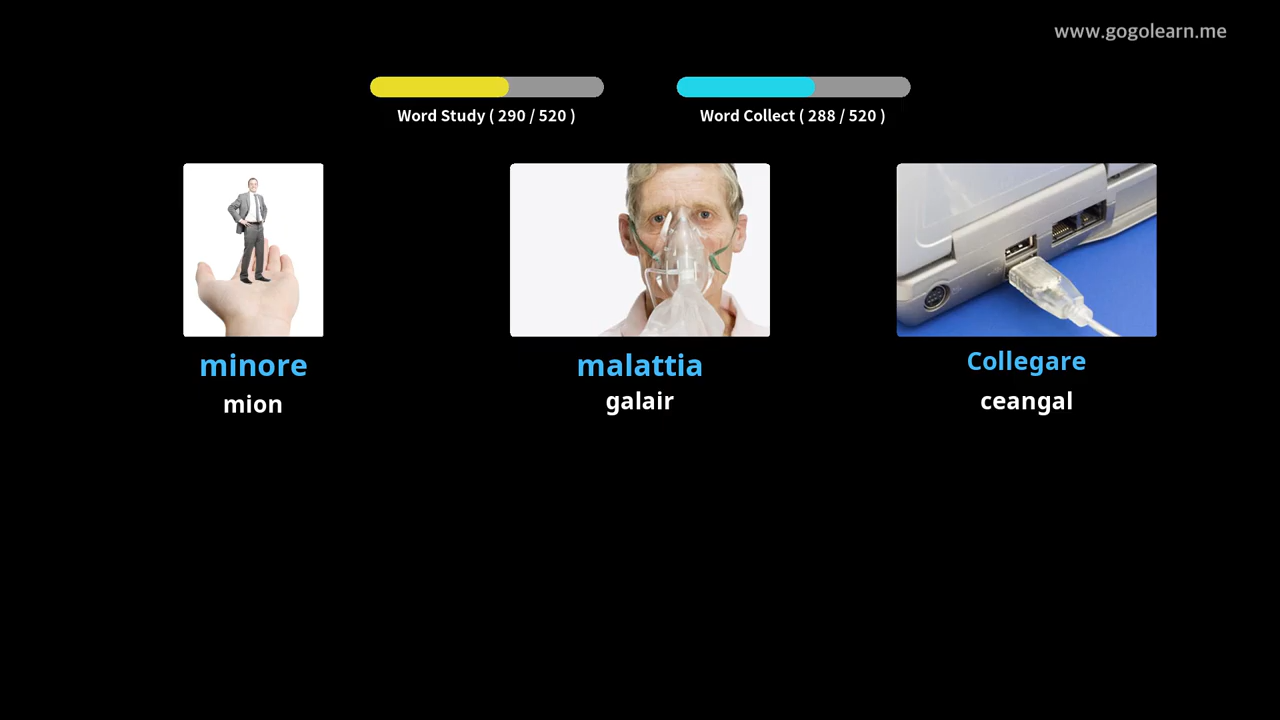 www.gogolearn.me
Word Study ( 290 / 520 )
Word Collect ( 288 / 520 )
minore
mion
malattia
galair
Collegare
ceangal